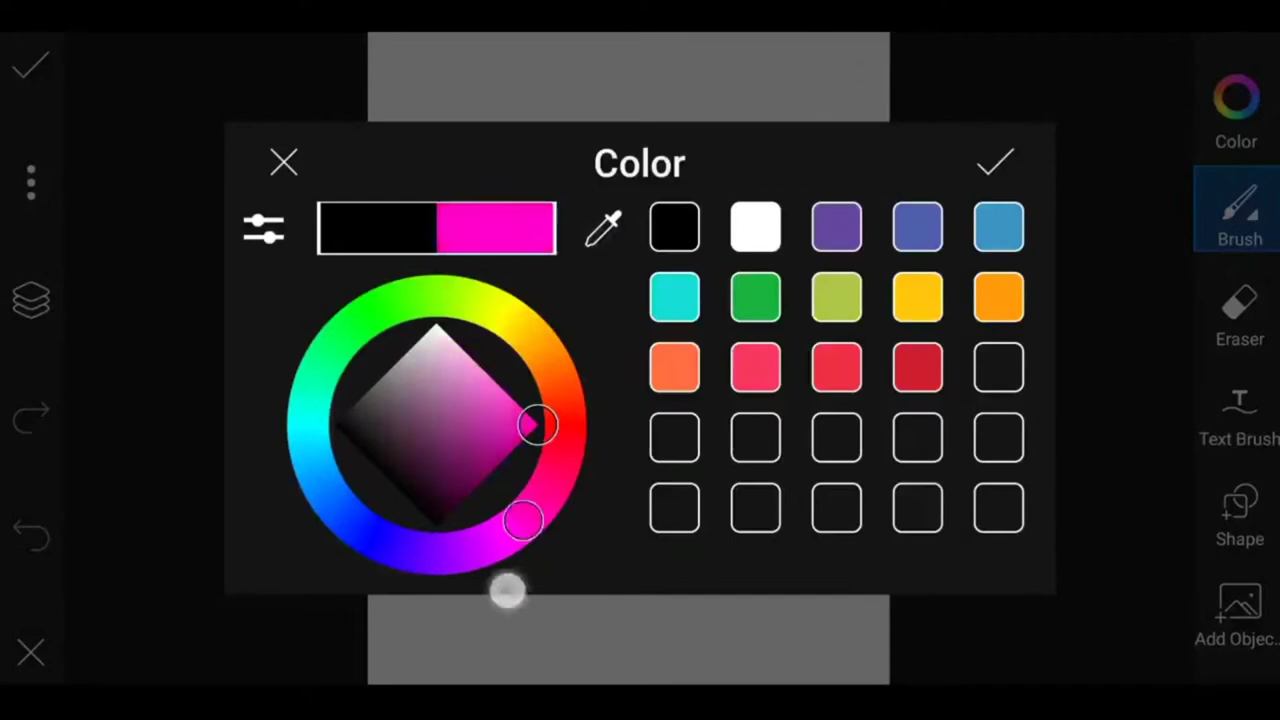 Color
Color
Brush
Eraser
Text Brush
Shape
Add Objec...